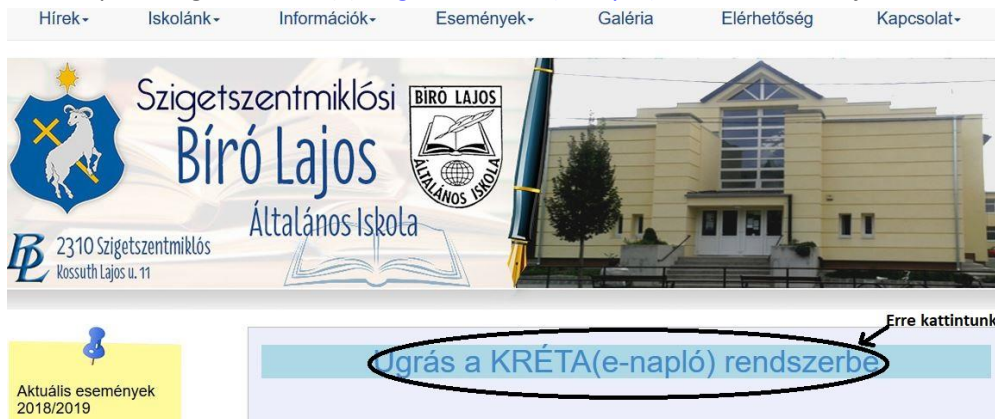 Hírek Iskolánk Információk Események Galéria Elérhetőség Kapcsolat
Szigetszentmiklósi
Bíró Lajos
Általános Iskola
BÍRÓ LAJOS
ÁLTALÁNOS ISKOLA
BL
2310 Szigetszentmiklós
Kossuth Lajos u. 11
Erre kattintunk
Ugrás a KRÉTA(e-napló) rendszerbe
Aktuális események
2018/2019